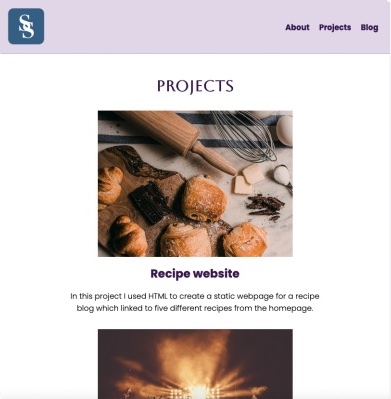 SS
About Projects Blog
PROJECTS
Recipe website
In this project I used HTML to create a static webpage for a recipe
blog which linked to five different recipes from the homepage.